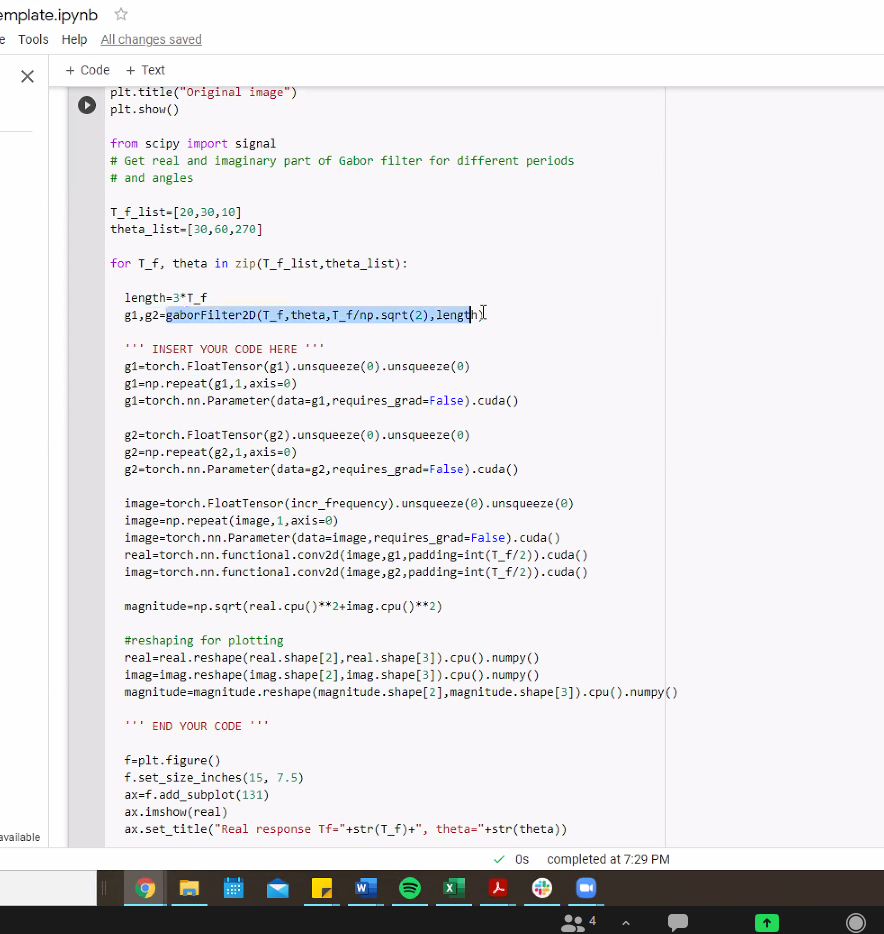 emplate.ipynb
e Tools Help All changes saved
+ Code + Text
plt.title("Original image")
plt.show()
from scipy import signal
# Get real and imaginary part of Gabor filter for different periods
# and angles
T_f_list=[20,30,10]
theta_list=[30,60,270]
for T_f, theta in zip(T_f_list,theta_list):
length=3*T_f
g1,g2=gaborFilter2D(T_f,theta,T_f/np.sqrt(2),length)
''' INSERT YOUR CODE HERE '''
g1=torch.FloatTensor(g1).unsqueeze(0).unsqueeze(0)
g1=np.repeat(g1,1,axis=0)
g1=torch.nn.Parameter(data=g1,requires_grad=False).cuda()
g2=torch.FloatTensor(g2).unsqueeze(0).unsqueeze(0)
g2=np.repeat(g2,1,axis=0)
g2=torch.nn.Parameter(data=g2,requires_grad=False).cuda()
image=torch.FloatTensor(incr_frequency).unsqueeze(0).unsqueeze(0)
image=np.repeat(image,1,axis=0)
image=torch.nn.Parameter(data=image,requires_grad=False).cuda()
real=torch.nn.functional.conv2d(image,g1,padding=int(T_f/2)).cuda()
imag=torch.nn.functional.conv2d(image,g2,padding=int(T_f/2)).cuda()
magnitude=np.sqrt(real.cpu()**2+imag.cpu()**2)
#reshaping for plotting
real=real.reshape(real.shape[2],real.shape[3]).cpu().numpy()
imag=imag.reshape(imag.shape[2],imag.shape[3]).cpu().numpy()
magnitude=magnitude.reshape(magnitude.shape[2],magnitude.shape[3]).cpu().numpy()
''' END YOUR CODE '''
f=plt.figure()
f.set_size_inches(15, 7.5)
ax=f.add_subplot(131)
ax.imshow(real)
ax.set_title("Real response Tf="+str(T_f)+", theta="+str(theta))
available
0s completed at 7:29 PM
4